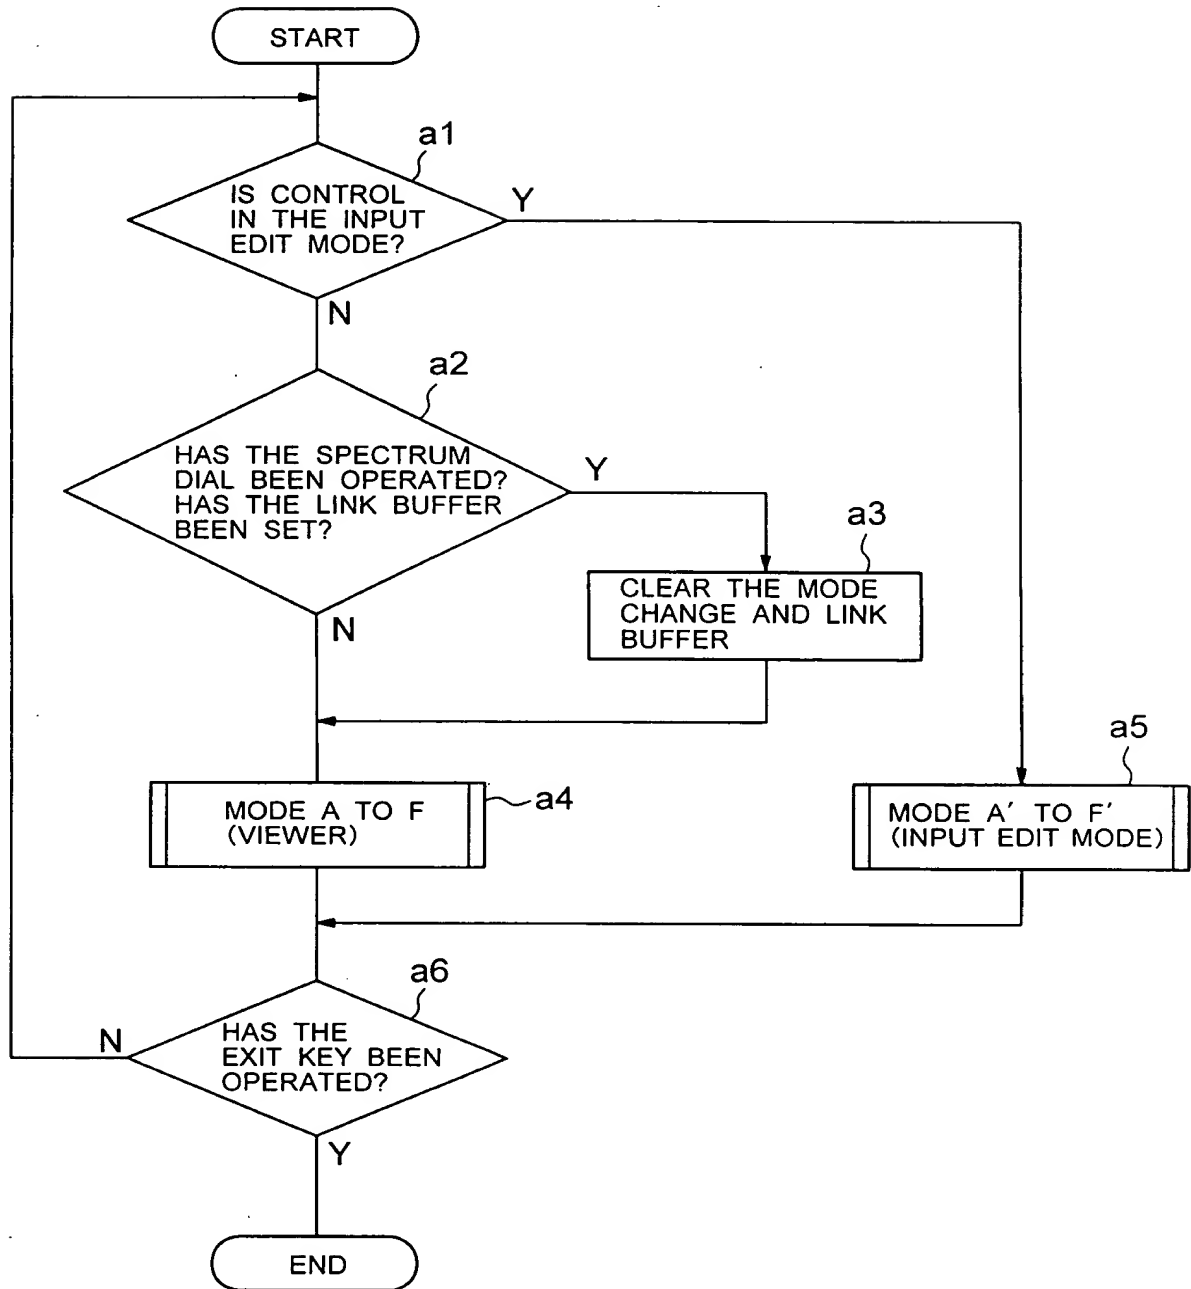 START
a1
IS CONTROL
IN THE INPUT
EDIT MODE?
Y
N
a2
HAS THE SPECTRUM
DIAL BEEN OPERATED?
HAS THE LINK BUFFER
BEEN SET?
Y
N
a3
CLEAR THE MODE
CHANGE AND LINK
BUFFER
MODE A TO F
(VIEWER)
a4
a5
MODE A' TO F'
(INPUT EDIT MODE)
a6
HAS THE
EXIT KEY BEEN
OPERATED?
N
Y
END